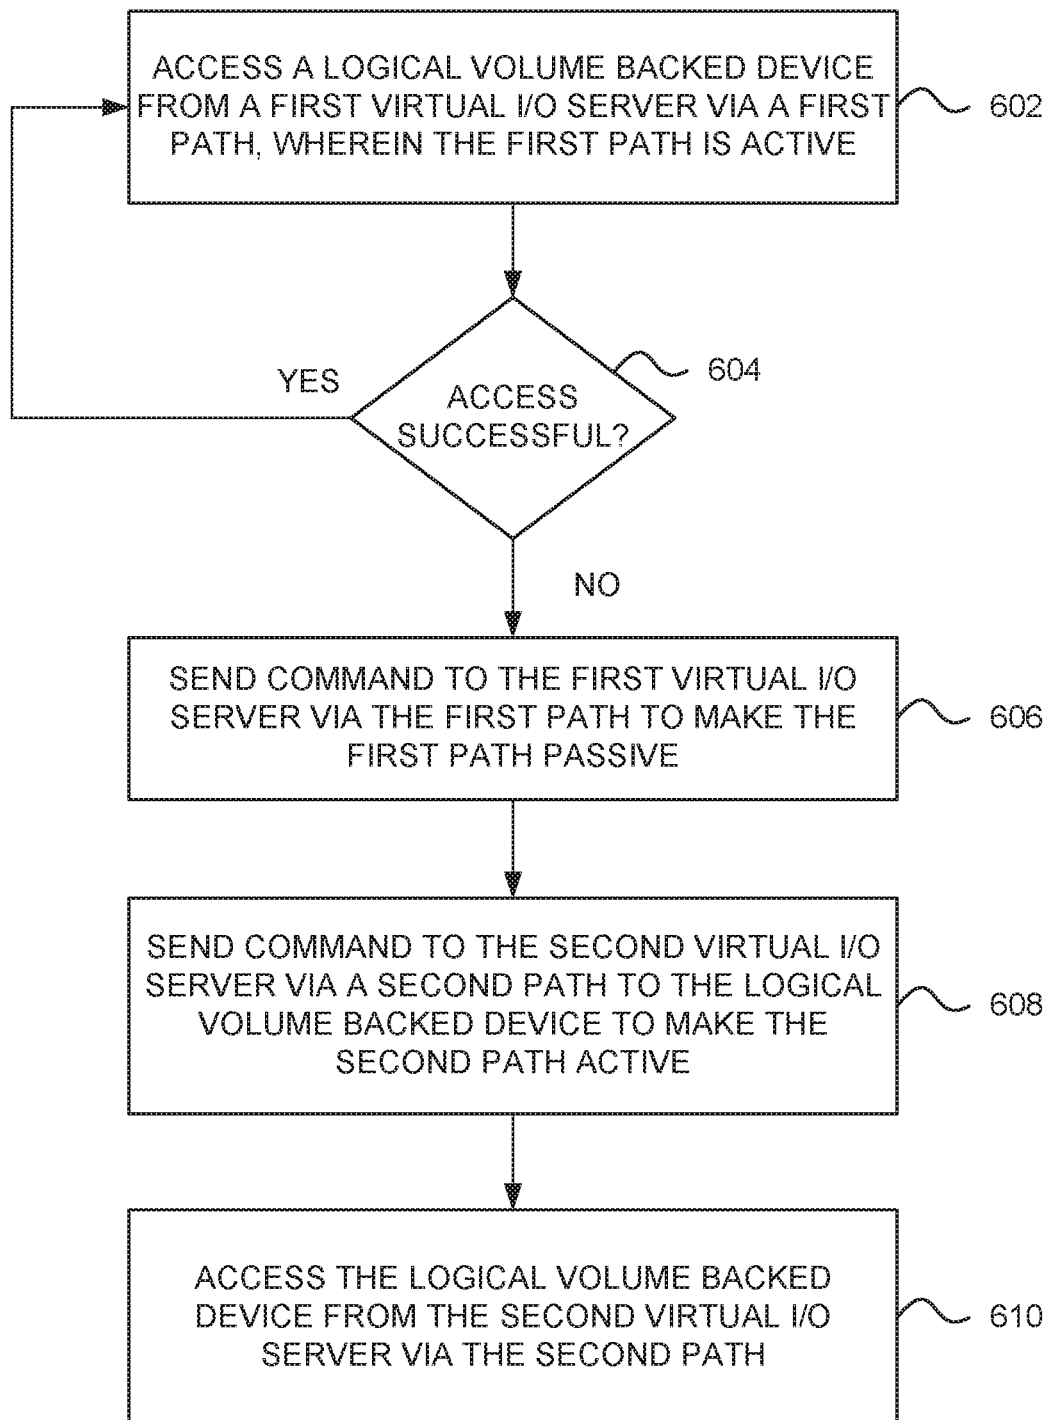 ACCESS A LOGICAL VOLUME BACKED DEVICE
FROM A FIRST VIRTUAL I/O SERVER VIA A FIRST
PATH, WHEREIN THE FIRST PATH IS ACTIVE
602
YES
ACCESS
SUCCESSFUL?
604
NO
SEND COMMAND TO THE FIRST VIRTUAL I/O
SERVER VIA THE FIRST PATH TO MAKE THE
FIRST PATH PASSIVE
606
SEND COMMAND TO THE SECOND VIRTUAL I/O
SERVER VIA A SECOND PATH TO THE LOGICAL
VOLUME BACKED DEVICE TO MAKE THE
SECOND PATH ACTIVE
608
ACCESS THE LOGICAL VOLUME BACKED
DEVICE FROM THE SECOND VIRTUAL I/O
SERVER VIA THE SECOND PATH
610